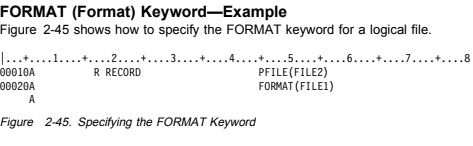 FORMAT (Format) Keyword—Example
Figure 2-45 shows how to specify the FORMAT keyword for a logical file.
|...+....1....+....2....+....3....+....4....+....5....+....6....+....7....+....8
00010A          R RECORD                    PFILE(FILE2)
00020A                                      FORMAT(FILE1)
     A
Figure 2-45. Specifying the FORMAT Keyword